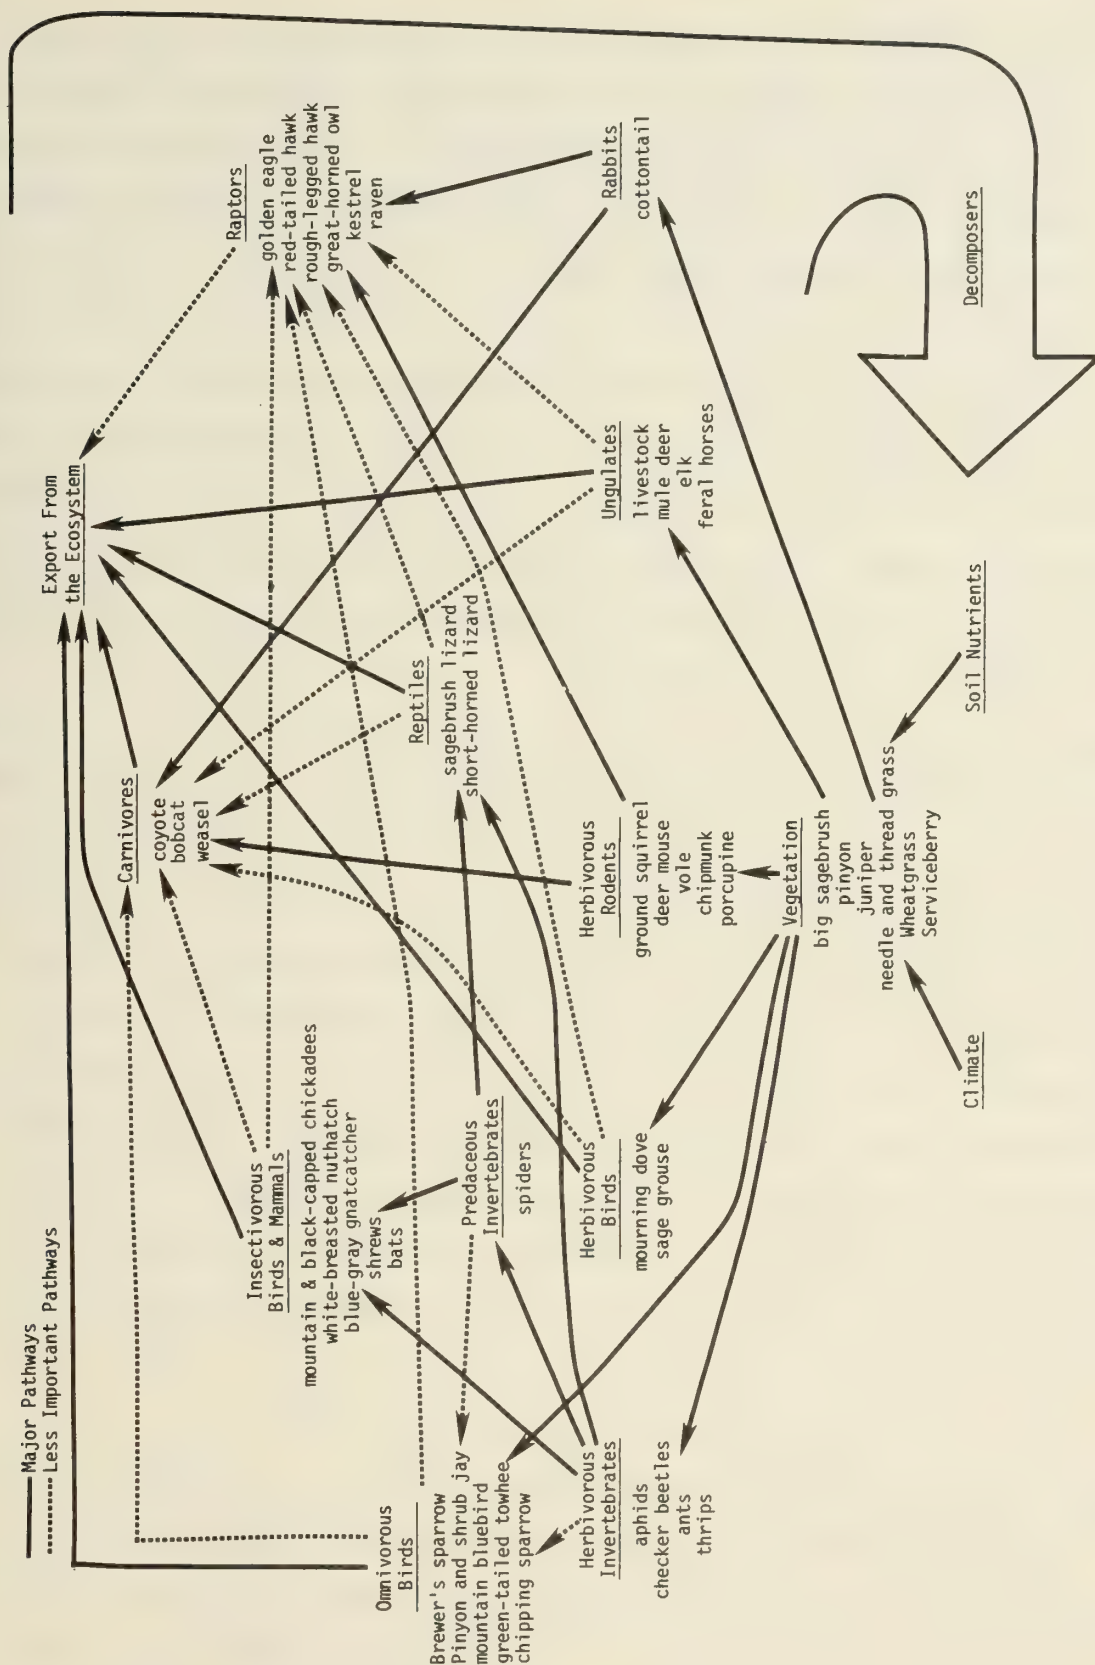 Major Pathways
Less Important Pathways
Export From
the Ecosystem
Carnivores
coyote
bobcat
weasel
Raptors
golden eagle
red-tailed hawk
rough-legged hawk
great-horned owl
kestrel
raven
Insectivorous
Birds & Mammals
mountain & black-capped chickadees
white-breasted nuthatch
blue-gray gnatcatcher
shrews
bats
Omnivorous
Birds
Brewer's sparrow
Pinyon and shrub jay
mountain bluebird
green-tailed towhee
chipping sparrow
Predaceous
Invertebrates
spiders
Reptiles
sagebrush lizard
short-horned lizard
Herbivorous
Invertebrates
aphids
checker beetles
ants
thrips
Herbivorous
Birds
mourning dove
sage grouse
Herbivorous
Rodents
ground squirrel
deer mouse
vole
chipmunk
porcupine
Ungulates
livestock
mule deer
elk
feral horses
Rabbits
cottontail
Vegetation
big sagebrush
pinyon
juniper
needle and thread grass
Wheatgrass
Serviceberry
Climate
Soil Nutrients
Decomposers